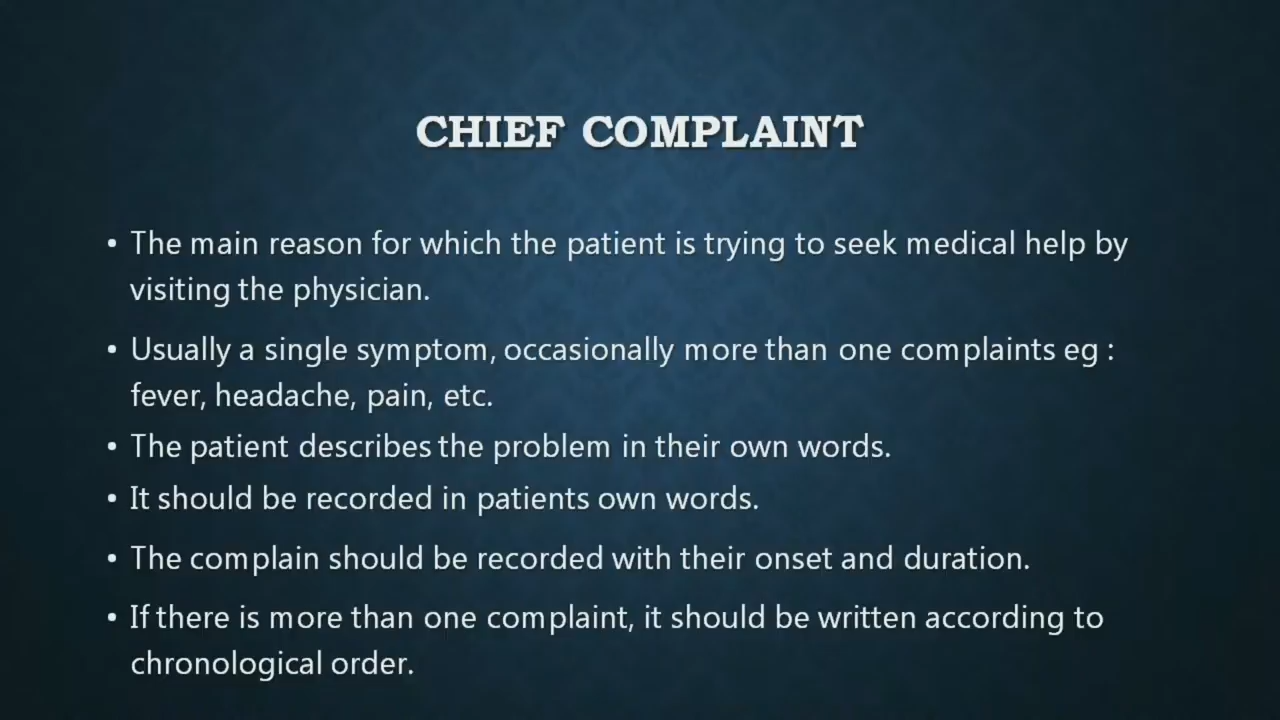 CHIEF COMPLAINT
• The main reason for which the patient is trying to seek medical help by
visiting the physician.
• Usually a single symptom, occasionally more than one complaints eg :
fever, headache, pain, etc.
• The patient describes the problem in their own words.
• It should be recorded in patients own words.
• The complain should be recorded with their onset and duration.
• If there is more than one complaint, it should be written according to
chronological order.